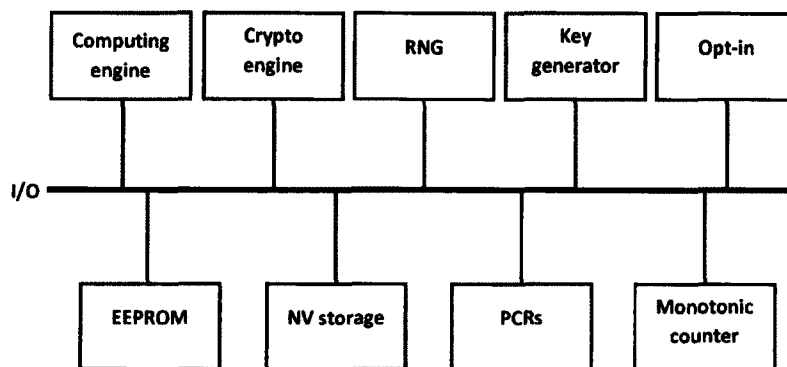 Computing
engine
Crypto
engine
RNG
Key
generator
Opt-in
I/O
EEPROM
NV storage
PCRs
Monotonic
counter